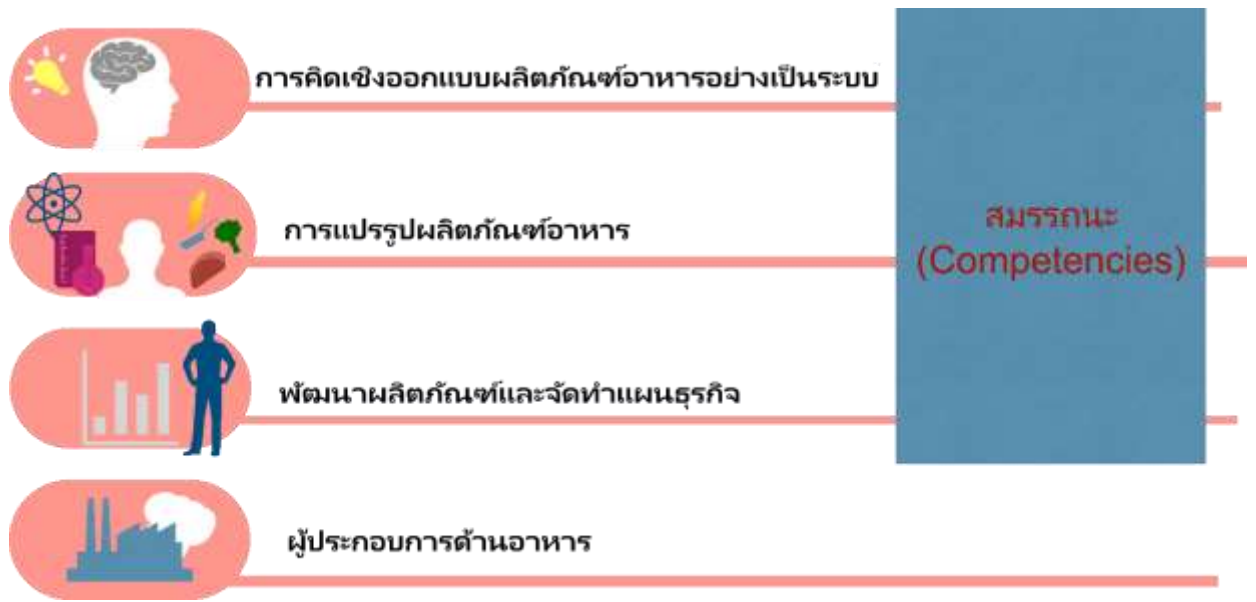 การคิดเชิงออกแบบผลิตภัณฑ์อาหารอย่างเป็นระบบ
การแปรรูปผลิตภัณฑ์อาหาร
สมรรถนะ
(Competencies)
พัฒนาผลิตภัณฑ์และจัดทำแผนธุรกิจ
ผู้ประกอบการด้านอาหาร